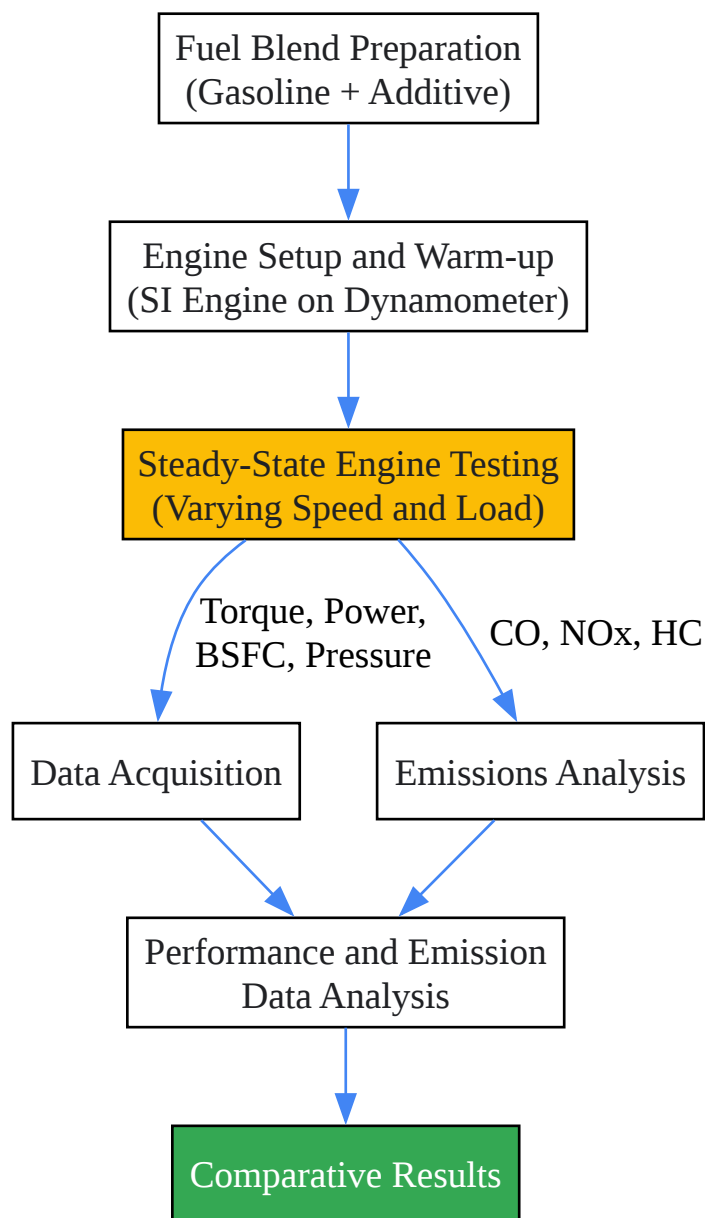 Fuel Blend Preparation
(Gasoline + Additive)
Engine Setup and Warm-up
(SI Engine on Dynamometer)
Steady-State Engine Testing
(Varying Speed and Load)
Torque, Power,
BSFC, Pressure
CO, NOx, HC
Data Acquisition
Emissions Analysis
Performance and Emission
Data Analysis
Comparative Results